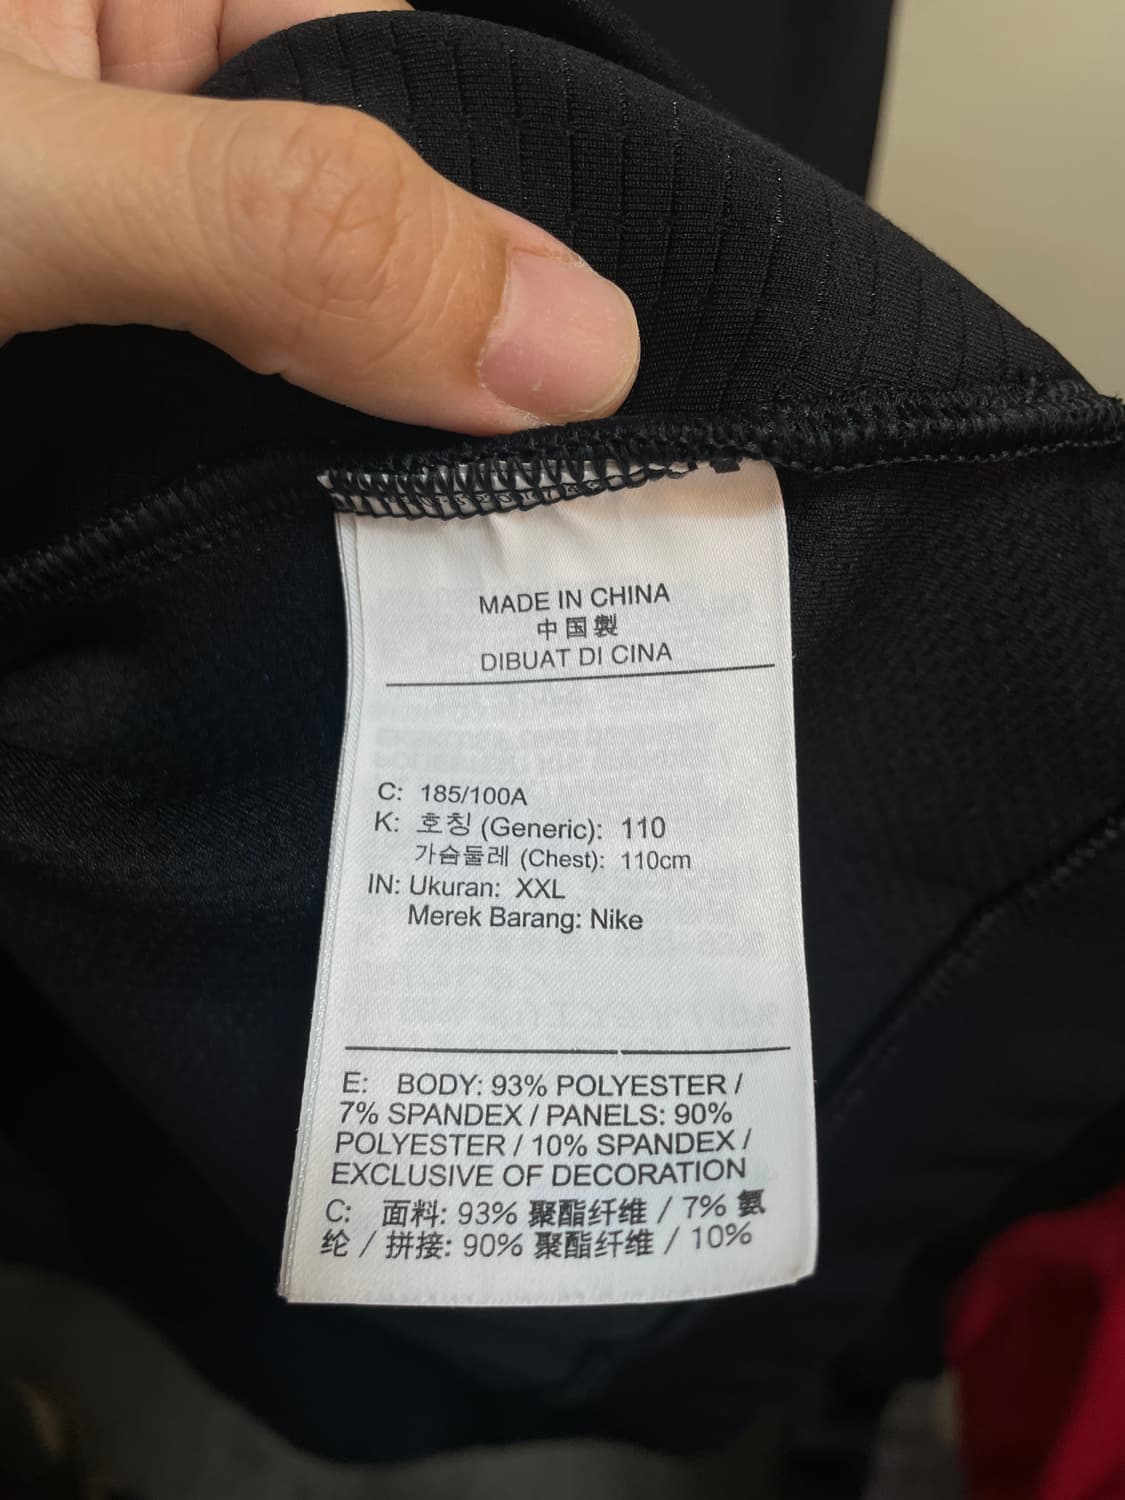 MADE IN CHINA
中国製
DIBUAT DI CINA
C: 185/100A
K: 호칭 (Generic): 110
가슴둘레 (Chest): 110cm
IN: Ukuran: XXL
Merek Barang: Nike
E: BODY: 93% POLYESTER /
7% SPANDEX / PANELS: 90%
POLYESTER / 10% SPANDEX /
EXCLUSIVE OF DECORATION
C: 面料: 93% 聚酯纤维 / 7% 氨
纶 / 拼接: 90% 聚酯纤维 / 10%